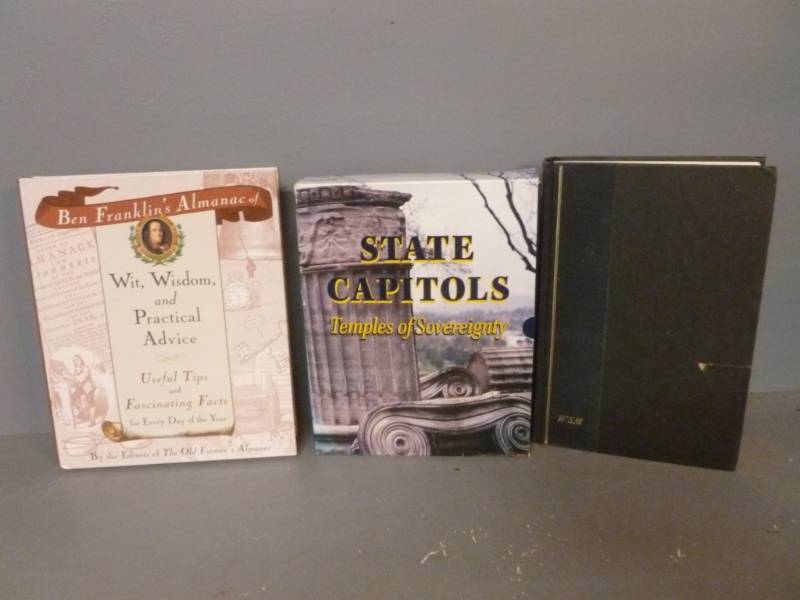 Ben Franklin's Almanac of
Wit, Wisdom,
and
Practical
Advice
Useful Tips
and
Fascinating Facts
for Every Day of the Year
By the Editors of The Old Farmer's Almanac
STATE
CAPITOLS
Temples of Sovereignty
WSM